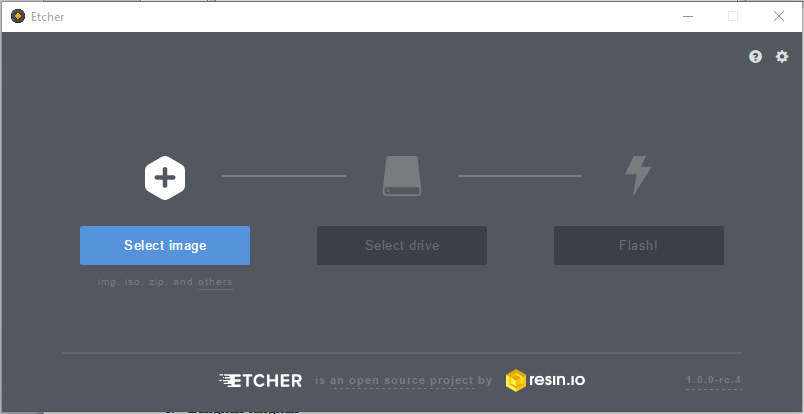 Etcher
Select image
Select drive
Flash!
img, iso, zip, and others
ETCHER is an open source project by resin.io
1.0.0-rc.4